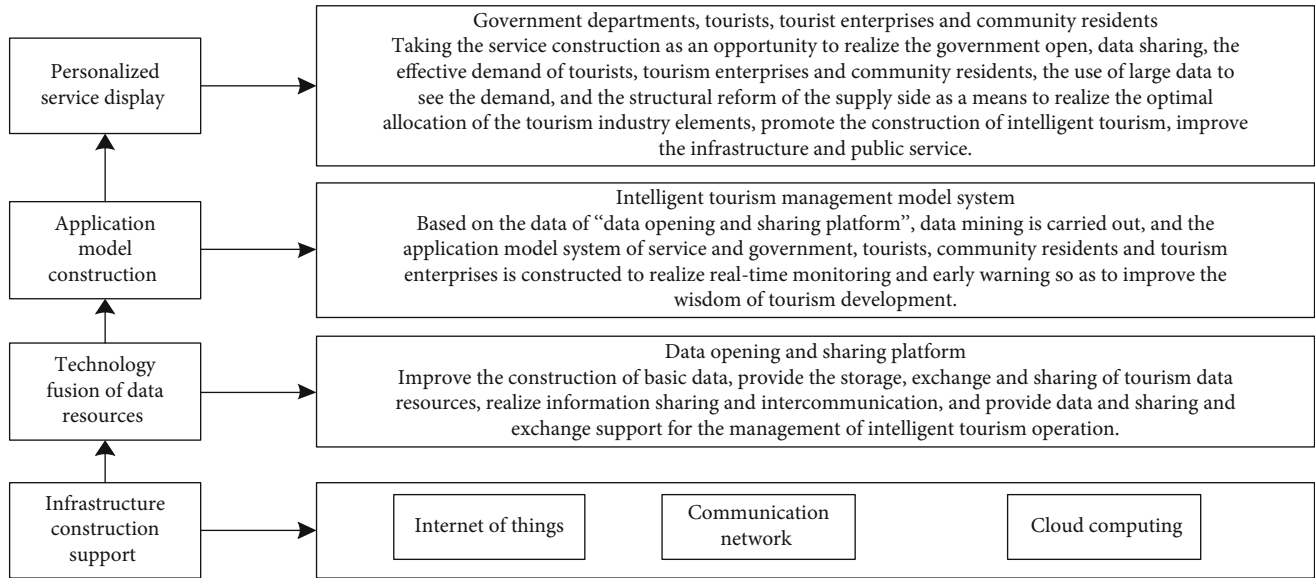 Personalized
service display
Government departments, tourists, tourist enterprises and community residents
Taking the service construction as an opportunity to realize the government open, data sharing, the
effective demand of tourists, tourism enterprises and community residents, the use of large data to
see the demand, and the structural reform of the supply side as a means to realize the optimal
allocation of the tourism industry elements, promote the construction of intelligent tourism, improve
the infrastructure and public service.
Application
model
construction
Intelligent tourism management model system
Based on the data of “data opening and sharing platform”, data mining is carried out, and the
application model system of service and government, tourists, community residents and tourism
enterprises is constructed to realize real-time monitoring and early warning so as to improve the
wisdom of tourism development.
Technology
fusion of data
resources
Data opening and sharing platform
Improve the construction of basic data, provide the storage, exchange and sharing of tourism data
resources, realize information sharing and intercommunication, and provide data and sharing and
exchange support for the management of intelligent tourism operation.
Infrastructure
construction
support
Internet of things
Communication
network
Cloud computing